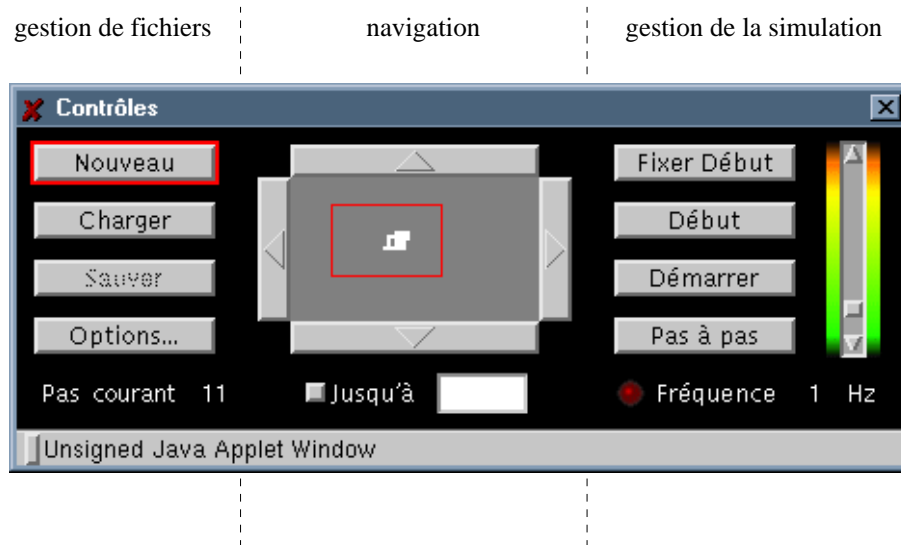 gestion de fichiers navigation gestion de la simulation
Contrôles
Nouveau Fixer Début
Charger Début
Sauver Démarrer
Options... Pas à pas
Pas courant 11 Jusqu'à Fréquence 1 Hz
Unsigned Java Applet Window